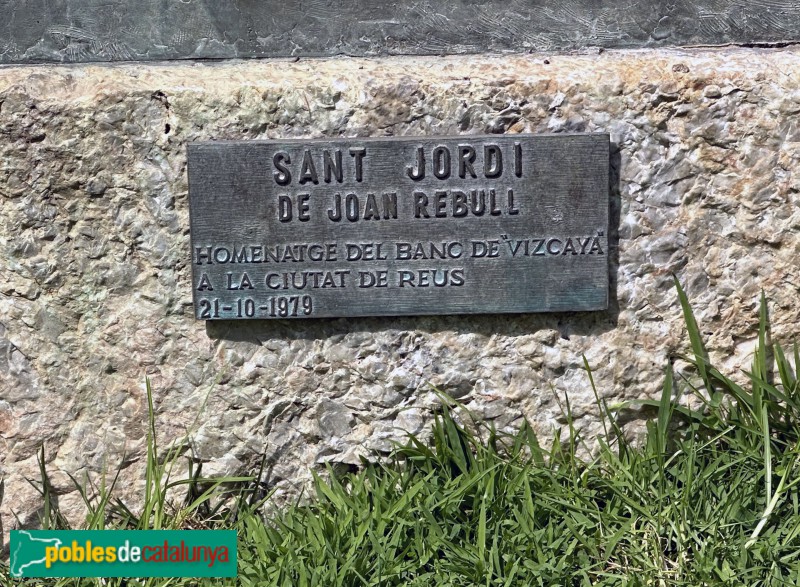 SANT JORDI
DE JOAN REBULL
HOMENATGE DEL BANC DE "VIZCAYA"
A LA CIUTAT DE REUS
21-10-1979
poblesdecatalunya